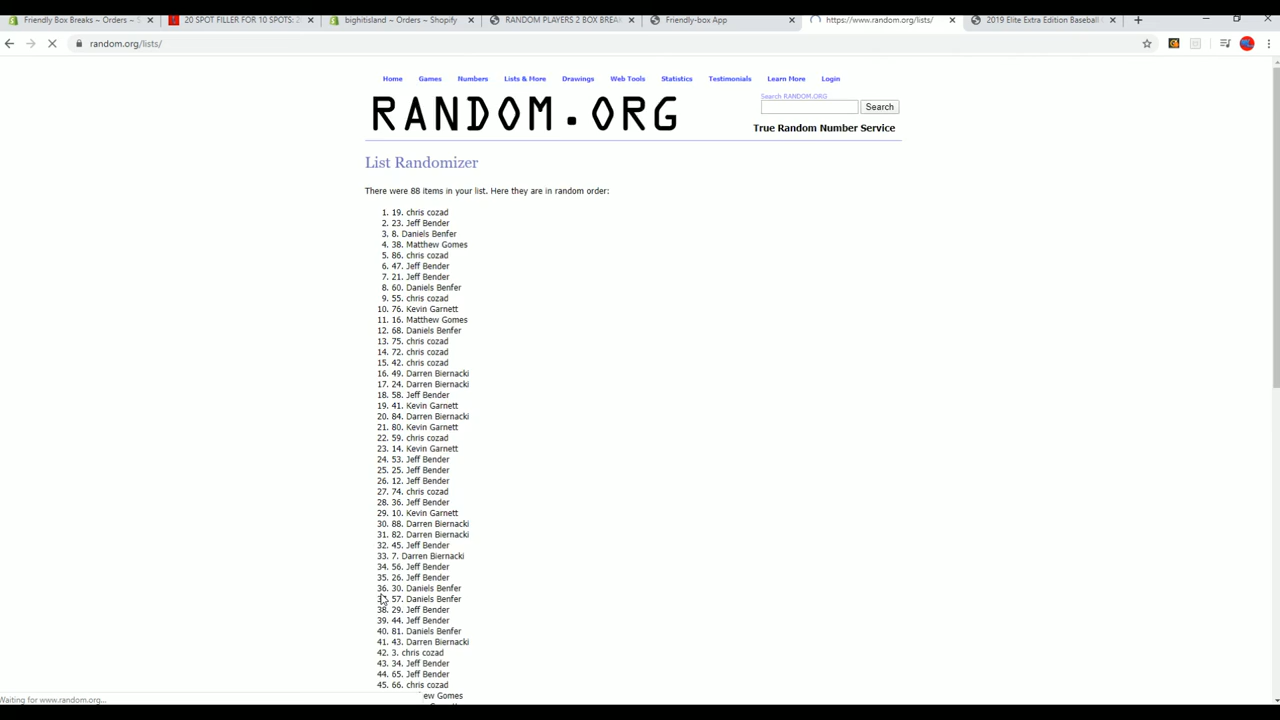 Friendly Box Breaks ~ Orders ~ S
20 SPOT FILLER FOR 10 SPOTS: 2
bighitisland ~ Orders ~ Shopify
RANDOM PLAYERS 2 BOX BREA
Friendly-box App
https://www.random.org/lists/
2019 Elite Extra Edition Baseball
random.org/lists/
Home Games Numbers Lists & More Drawings Web Tools Statistics Testimonials Learn More Login
Search RANDOM.ORG
RANDOM.ORG
Search
True Random Number Service
List Randomizer
There were 88 items in your list. Here they are in random order:
1. 19. chris cozad
2. 23. Jeff Bender
3. 8. Daniels Benfer
4. 38. Matthew Gomes
5. 86. chris cozad
6. 47. Jeff Bender
7. 21. Jeff Bender
8. 60. Daniels Benfer
9. 55. chris cozad
10. 76. Kevin Garnett
11. 16. Matthew Gomes
12. 68. Daniels Benfer
13. 75. chris cozad
14. 72. chris cozad
15. 42. chris cozad
16. 49. Darren Biernacki
17. 24. Darren Biernacki
18. 58. Jeff Bender
19. 41. Kevin Garnett
20. 84. Darren Biernacki
21. 80. Kevin Garnett
22. 59. chris cozad
23. 14. Kevin Garnett
24. 53. Jeff Bender
25. 25. Jeff Bender
26. 12. Jeff Bender
27. 74. chris cozad
28. 36. Jeff Bender
29. 10. Kevin Garnett
30. 88. Darren Biernacki
31. 82. Darren Biernacki
32. 45. Jeff Bender
33. 7. Darren Biernacki
34. 56. Jeff Bender
35. 26. Jeff Bender
36. 30. Daniels Benfer
57. Daniels Benfer
38. 29. Jeff Bender
39. 44. Jeff Bender
40. 81. Daniels Benfer
41. 43. Darren Biernacki
42. 3. chris cozad
43. 34. Jeff Bender
44. 65. Jeff Bender
45. 66. chris cozad
ew Gomes
Waiting for www.random.org...